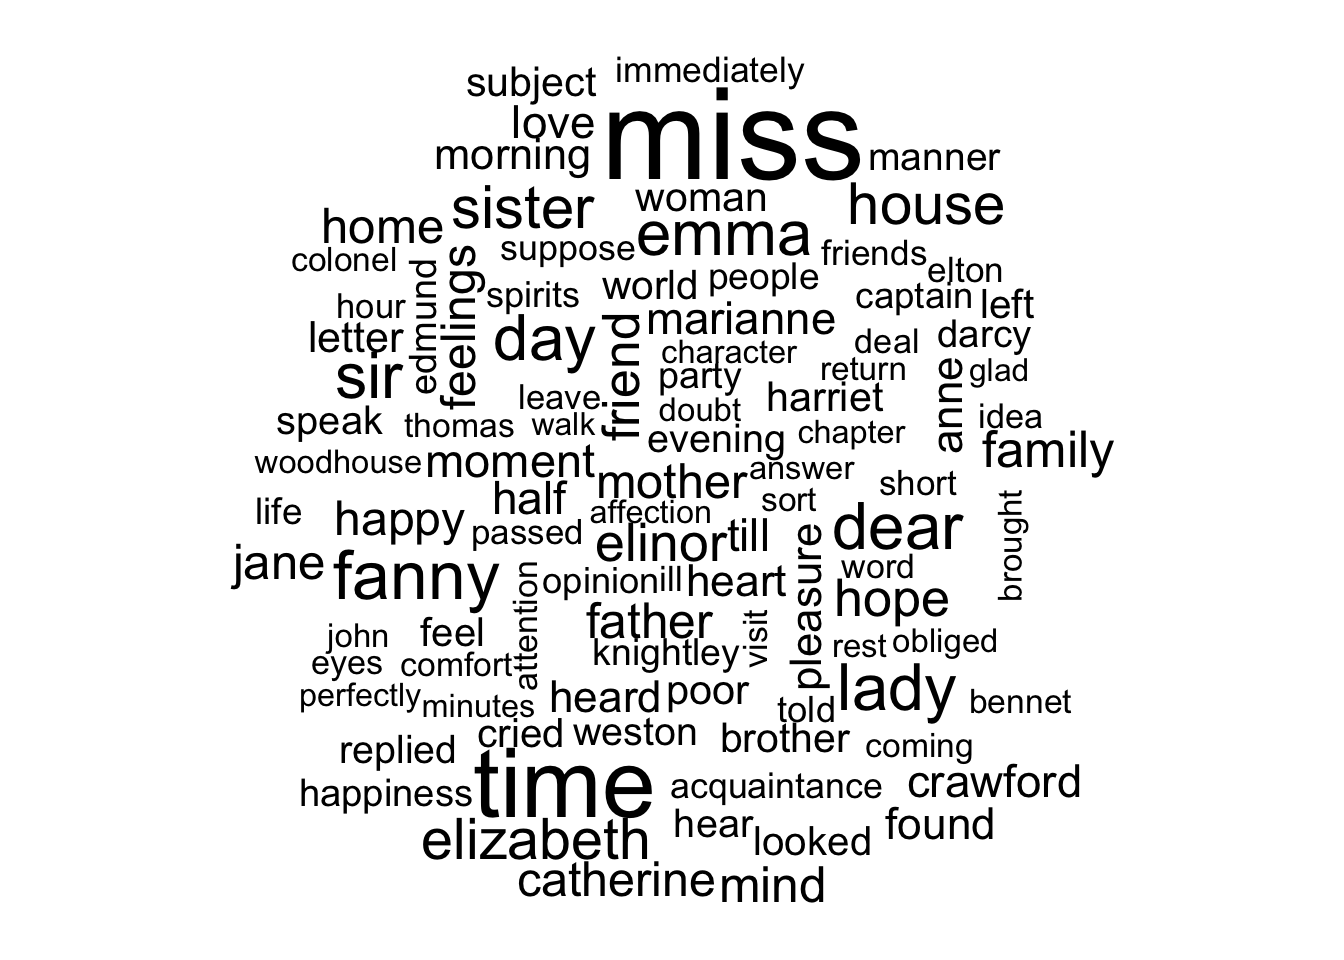 subject immediately
love miss
morning manner
sister woman house
home emma
colonel suppose friends
elton
edmund feelings spirits world people captain left
hour
letter day friend marianne deal darcy
sir character return anne glad
leave party harriet
speak thomas walk doubt idea
evening chapter family
woodhouse moment mother answer short
life half sort brought
happy passed affection dear
jane elinor till pleasure word
fanny attention opinion ill heart hope
john feel father visit rest obliged
eyes comfort knightley
perfectly minutes heard poor told lady bennet
replied cried weston brother coming
happiness time acquaintance crawford
elizabeth hear looked found
catherine mind